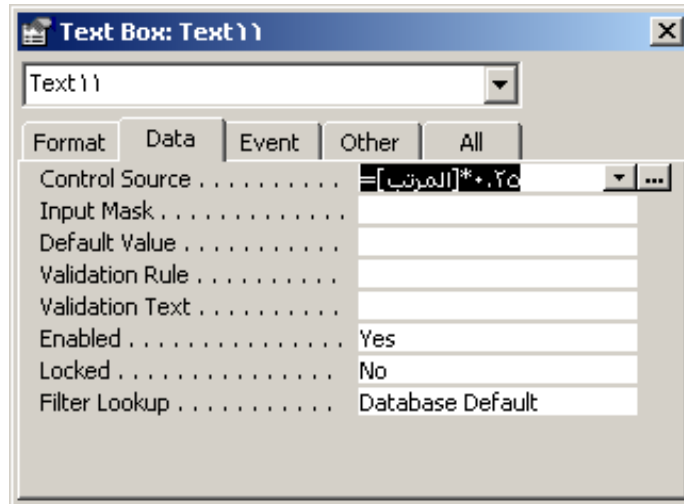 Text Box: Text١١
Text١١
Format Data Event Other All
Control Source . . . . . . . . . . =[المرتب]*٠.٢٥
Input Mask . . . . . . . . . . . . .
Default Value . . . . . . . . . . .
Validation Rule . . . . . . . . . .
Validation Text . . . . . . . . . .
Enabled . . . . . . . . . . . . . . . Yes
Locked . . . . . . . . . . . . . . . No
Filter Lookup . . . . . . . . . . . Database Default